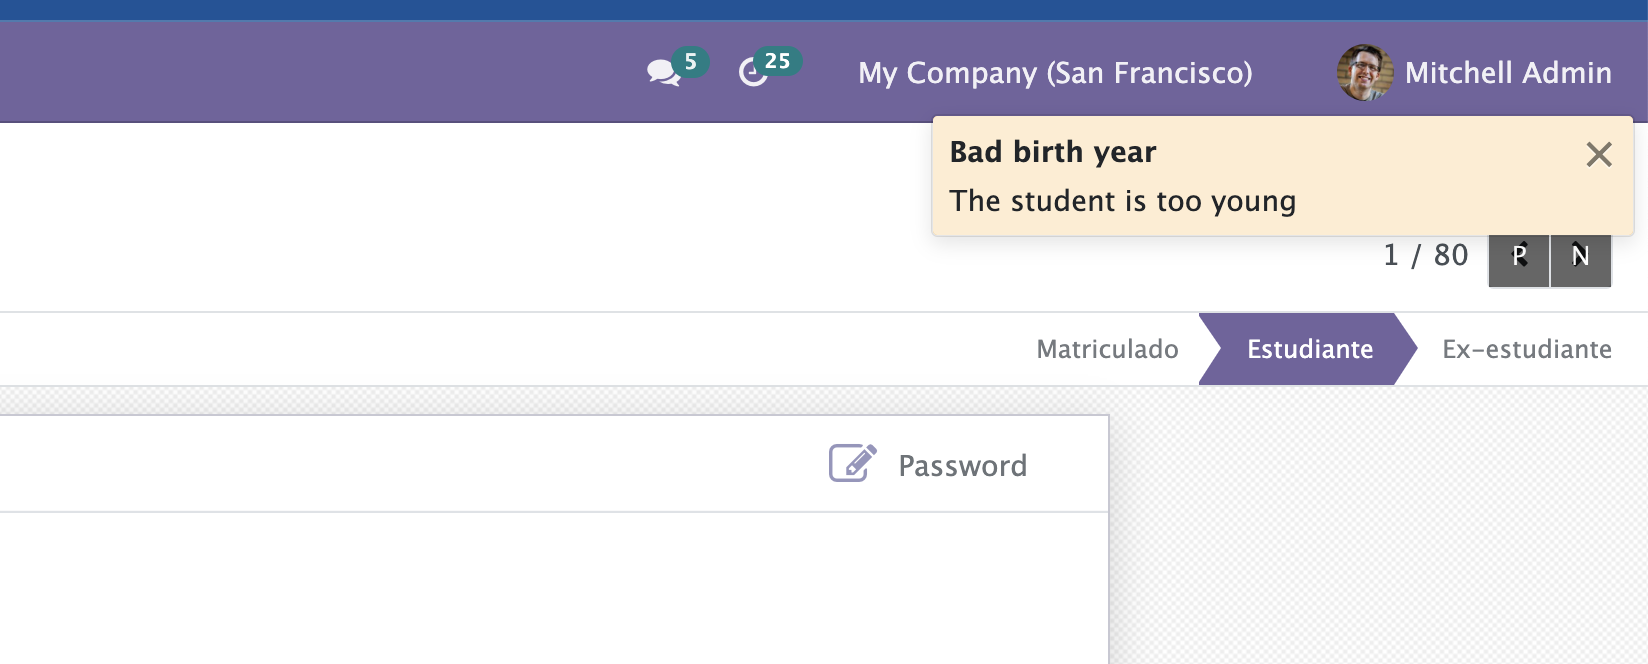 5
25
My Company (San Francisco)
Mitchell Admin
Bad birth year
The student is too young
1 / 80
P
N
Matriculado
Estudiante
Ex-estudiante
Password